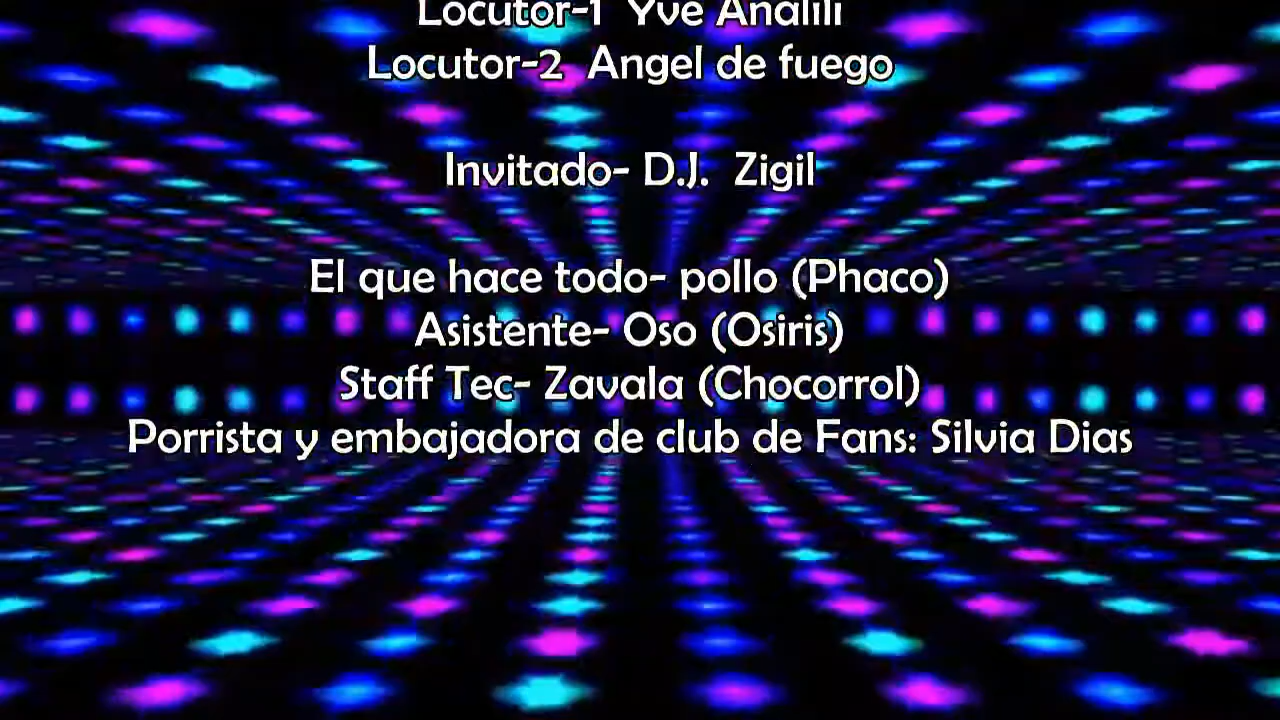 Locutor-1 Yve Analili
Locutor-2 Angel de fuego
Invitado- D.J. Zigil
El que hace todo- pollo (Phaco)
Asistente- Oso (Osiris)
Staff Tec- Zavala (Chocorrol)
Porrista y embajadora de club de Fans: Silvia Dias